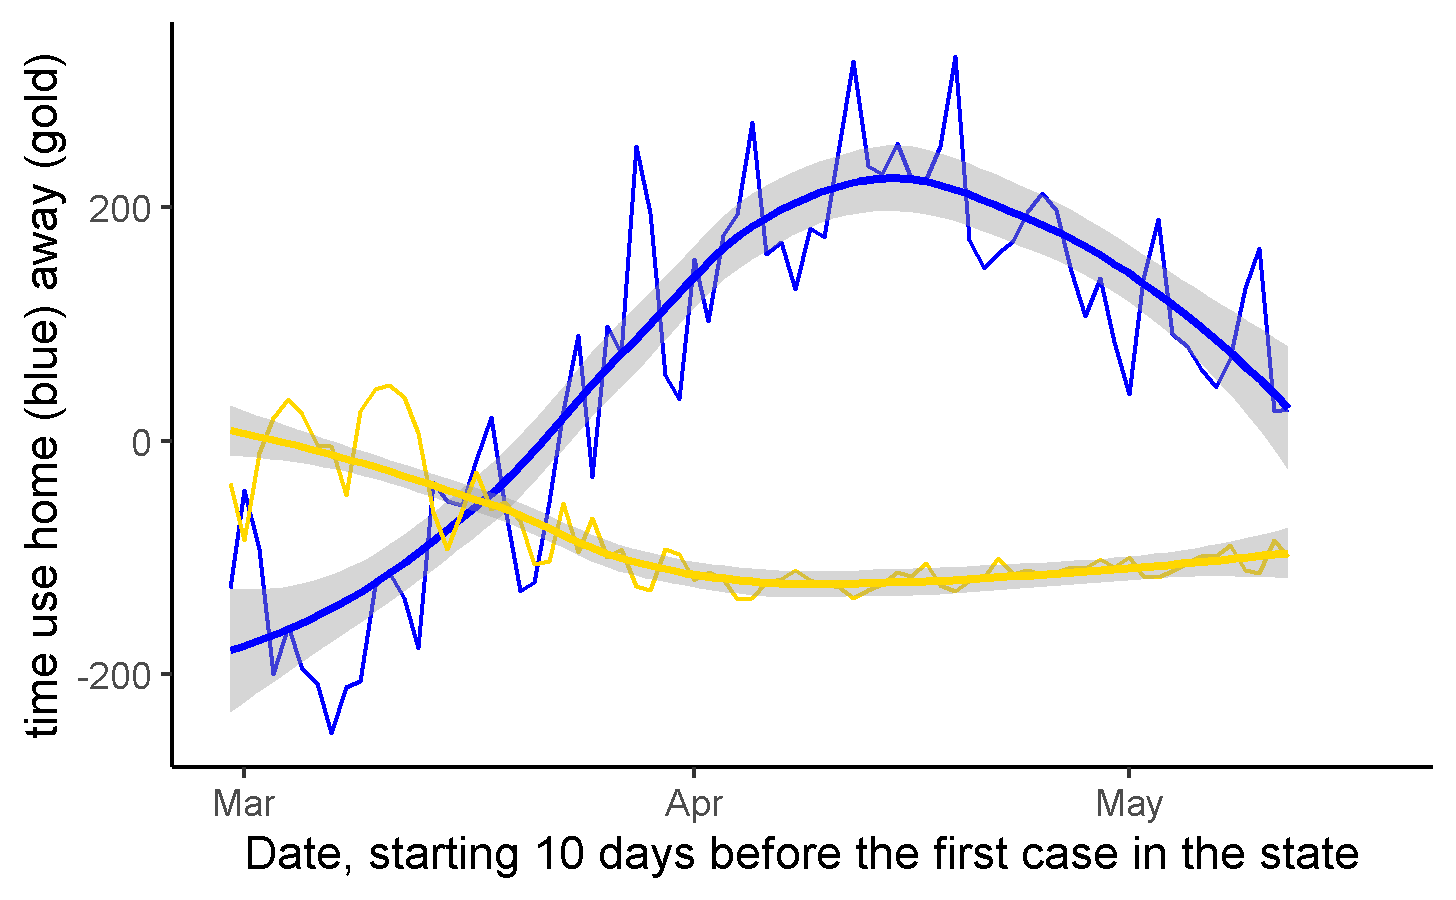 time use home (blue) away (gold)
200
0
-200
Mar
Apr
May
Date, starting 10 days before the first case in the state